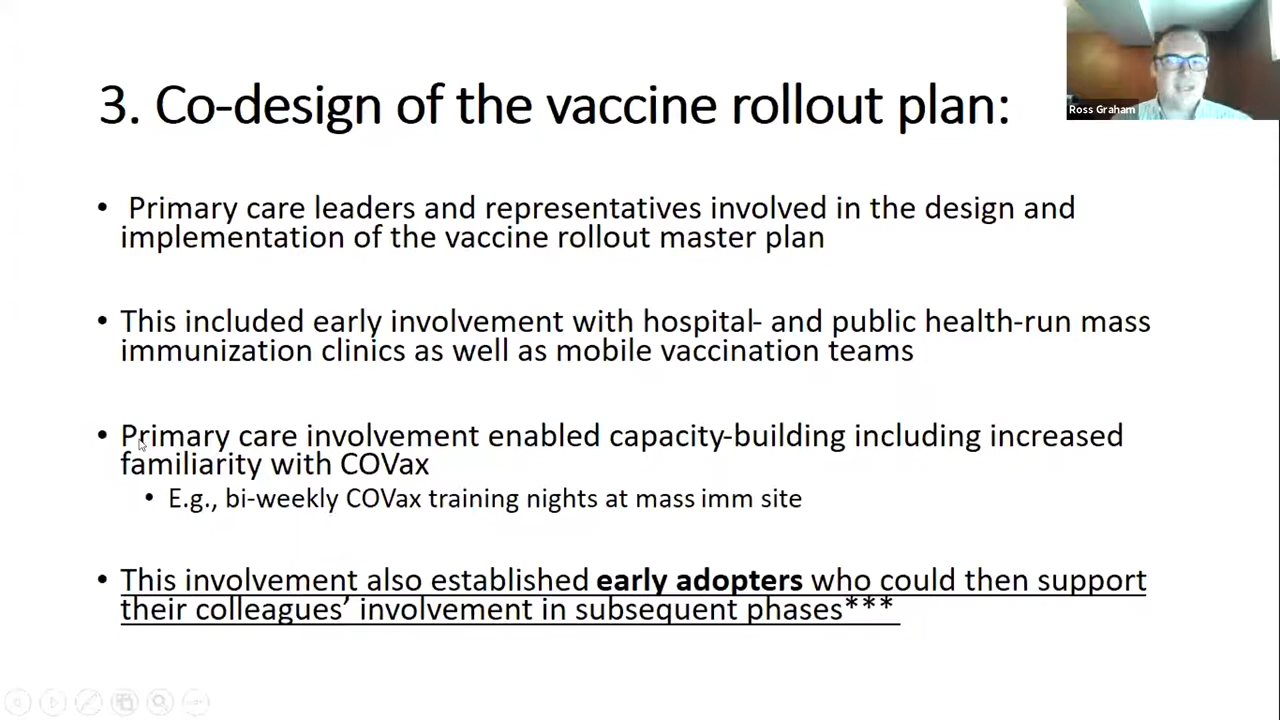 Ross Graham
3. Co-design of the vaccine rollout plan:
• Primary care leaders and representatives involved in the design and
implementation of the vaccine rollout master plan
• This included early involvement with hospital- and public health-run mass
immunization clinics as well as mobile vaccination teams
• Primary care involvement enabled capacity-building including increased
familiarity with COVax
• E.g., bi-weekly COVax training nights at mass imm site
• This involvement also established early adopters who could then support
their colleagues’ involvement in subsequent phases***